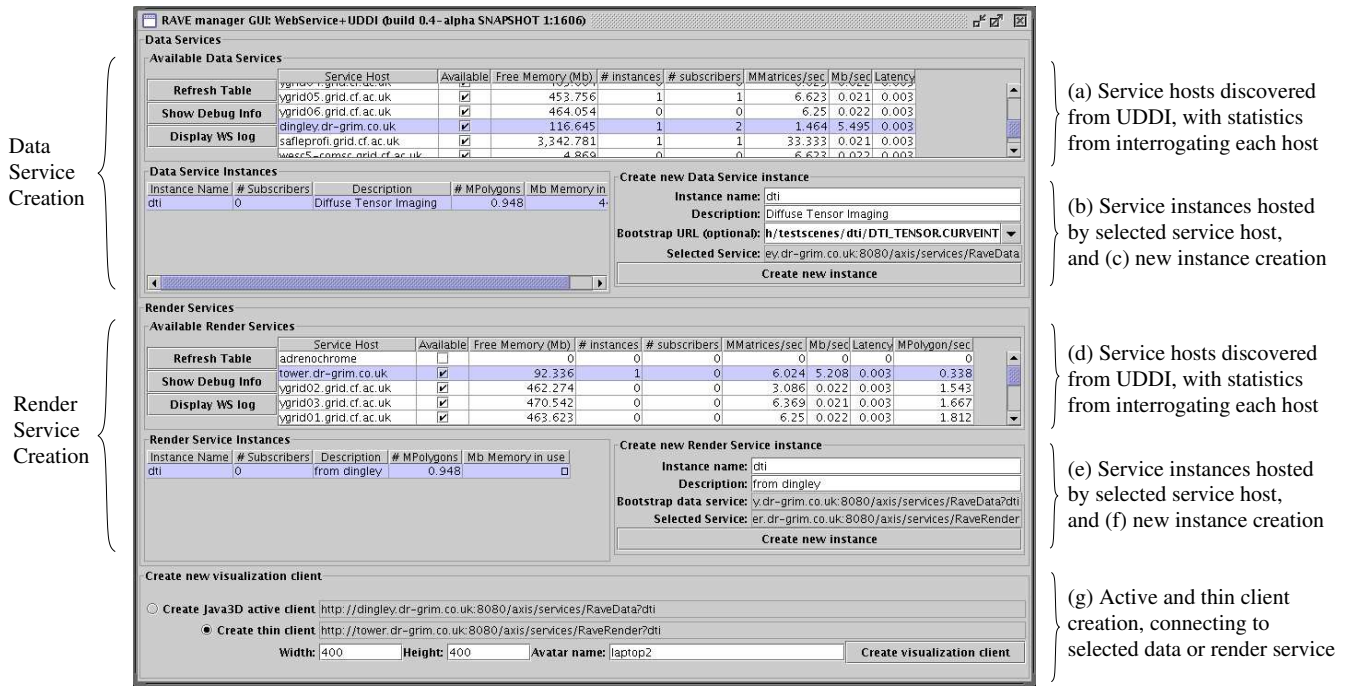 RAVE manager GUI: WebService+UDDI (build 0.4-alpha SNAPSHOT 1:1606)
Data Services
Available Data Services
Service Host Available Free Memory (Mb) # instances # subscribers MMatrices/sec Mb/sec Latency
Refresh Table
Show Debug Info
Display WS log
ygrid05.grid.cf.ac.uk 453.756 1 1 6.623 0.021 0.003
ygrid06.grid.cf.ac.uk 464.054 0 0 6.25 0.022 0.003
dingley.dr-grim.co.uk 116.645 1 2 1.464 5.495 0.003
safleprofi.grid.cf.ac.uk 3,342.781 1 1 33.333 0.021 0.003
wesc5-comsc.grid.cf.ac.uk 4.869 0 0 6.623 0.022 0.003
Data Service Instances
Instance Name # Subscribers Description # MPolygons Mb Memory in
dti 0 Diffuse Tensor Imaging 0.948 4
Create new Data Service instance
Instance name: dti
Description: Diffuse Tensor Imaging
Bootstrap URL (optional): h/testscenes/dti/DTI_TENSOR.CURVEINT
Selected Service: ey.dr-grim.co.uk:8080/axis/services/RaveData
Create new instance
Render Services
Available Render Services
Service Host Available Free Memory (Mb) # instances # subscribers MMatrices/sec Mb/sec Latency MPolygon/sec
Refresh Table
Show Debug Info
Display WS log
adrenochrome 0 0 0 0 0 0 0
tower.dr-grim.co.uk 92.336 1 0 6.024 5.208 0.003 0.338
ygrid02.grid.cf.ac.uk 462.274 0 0 3.086 0.022 0.003 1.543
ygrid03.grid.cf.ac.uk 470.542 0 0 6.369 0.021 0.003 1.667
ygrid01.grid.cf.ac.uk 463.623 0 0 6.25 0.022 0.003 1.812
Render Service Instances
Instance Name # Subscribers Description # MPolygons Mb Memory in use
dti 0 from dingley 0.948
Create new Render Service instance
Instance name: dti
Description: from dingley
Bootstrap data service: y.dr-grim.co.uk:8080/axis/services/RaveData?dti
Selected Service: er.dr-grim.co.uk:8080/axis/services/RaveRender
Create new instance
Create new visualization client
Create Java3D active client http://dingley.dr-grim.co.uk:8080/axis/services/RaveData?dti
Create thin client http://tower.dr-grim.co.uk:8080/axis/services/RaveRender?dti
Width: 400 Height: 400 Avatar name: laptop2 Create visualization client
Data
Service
Creation
Render
Service
Creation
(a) Service hosts discovered
from UDDI, with statistics
from interrogating each host
(b) Service instances hosted
by selected service host,
and (c) new instance creation
(d) Service hosts discovered
from UDDI, with statistics
from interrogating each host
(e) Service instances hosted
by selected service host,
and (f) new instance creation
(g) Active and thin client
creation, connecting to
selected data or render service